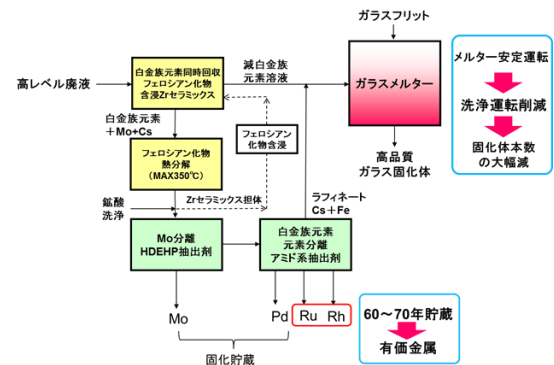 ガラスフリット
高レベル廃液
白金族元素同時回収
フェロシアン化物
含浸Zrセラミックス
減白金族
元素溶液
ガラスメルター
メルター安定運転
洗浄運転削減
固化体本数
の大幅減
白金族元素
＋Mo+Cs
フェロシアン
化物含浸
高品質
ガラス固化体
フェロシアン化物
熱分解
（MAX350℃）
鉱酸
洗浄
Zrセラミックス担体
ラフィネート
Cs＋Fe
Mo分離
HDEHP抽出剤
白金族元素
元素分離
アミド系抽出剤
Mo
Pd
Ru
Rh
60～70年貯蔵
有価金属
固化貯蔵